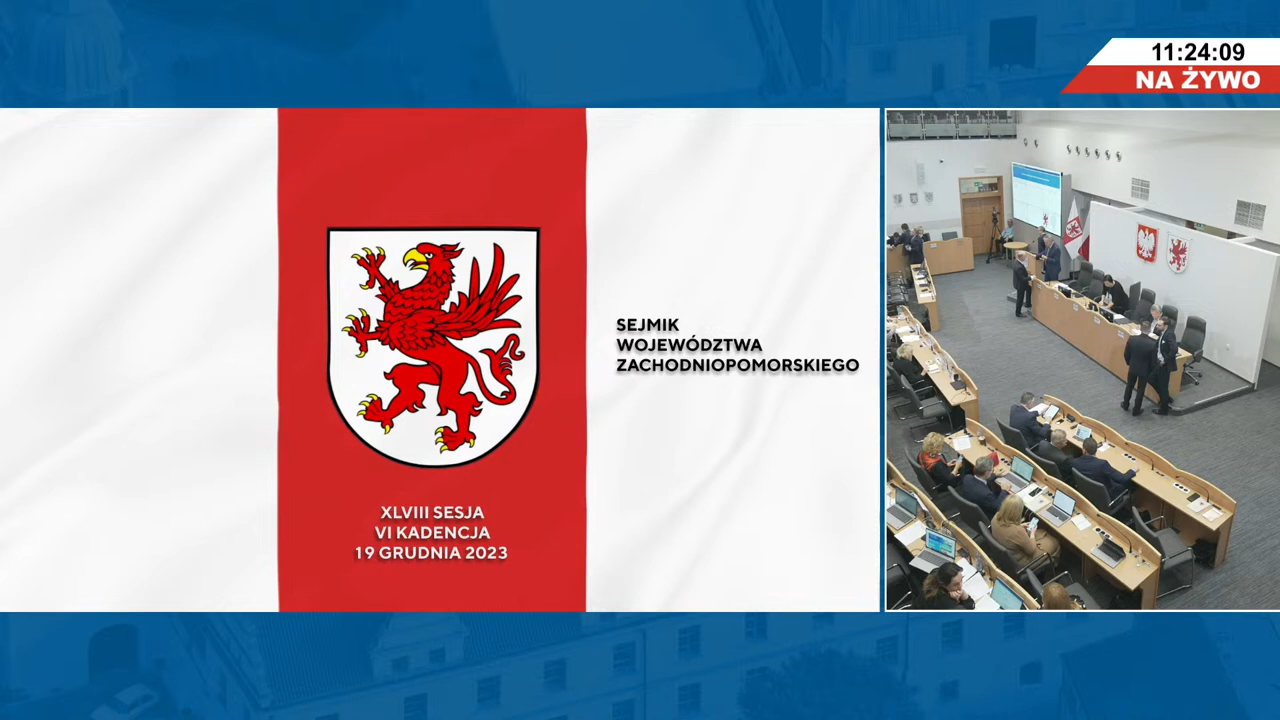 11:24:09
NA ŻYWO
SEJMIK
WOJEWÓDZTWA
ZACHODNIOPOMORSKIEGO
XLVIII SESJA
VI KADENCJA
19 GRUDNIA 2023